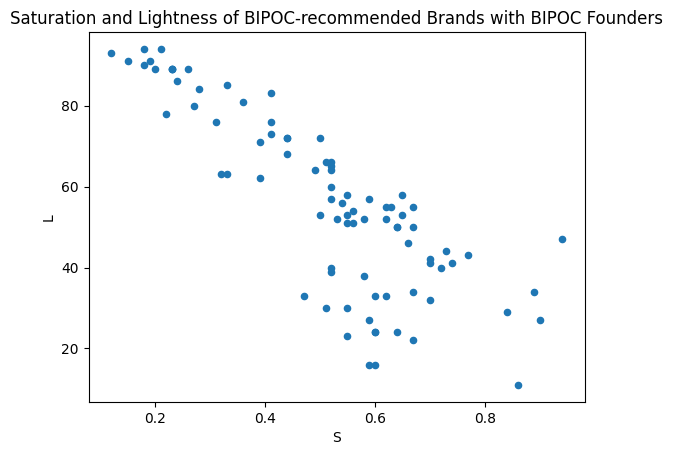 Saturation and Lightness of BIPOC-recommended Brands with BIPOC Founders
80
60
L
40
20
0.2 0.4 0.6 0.8
S